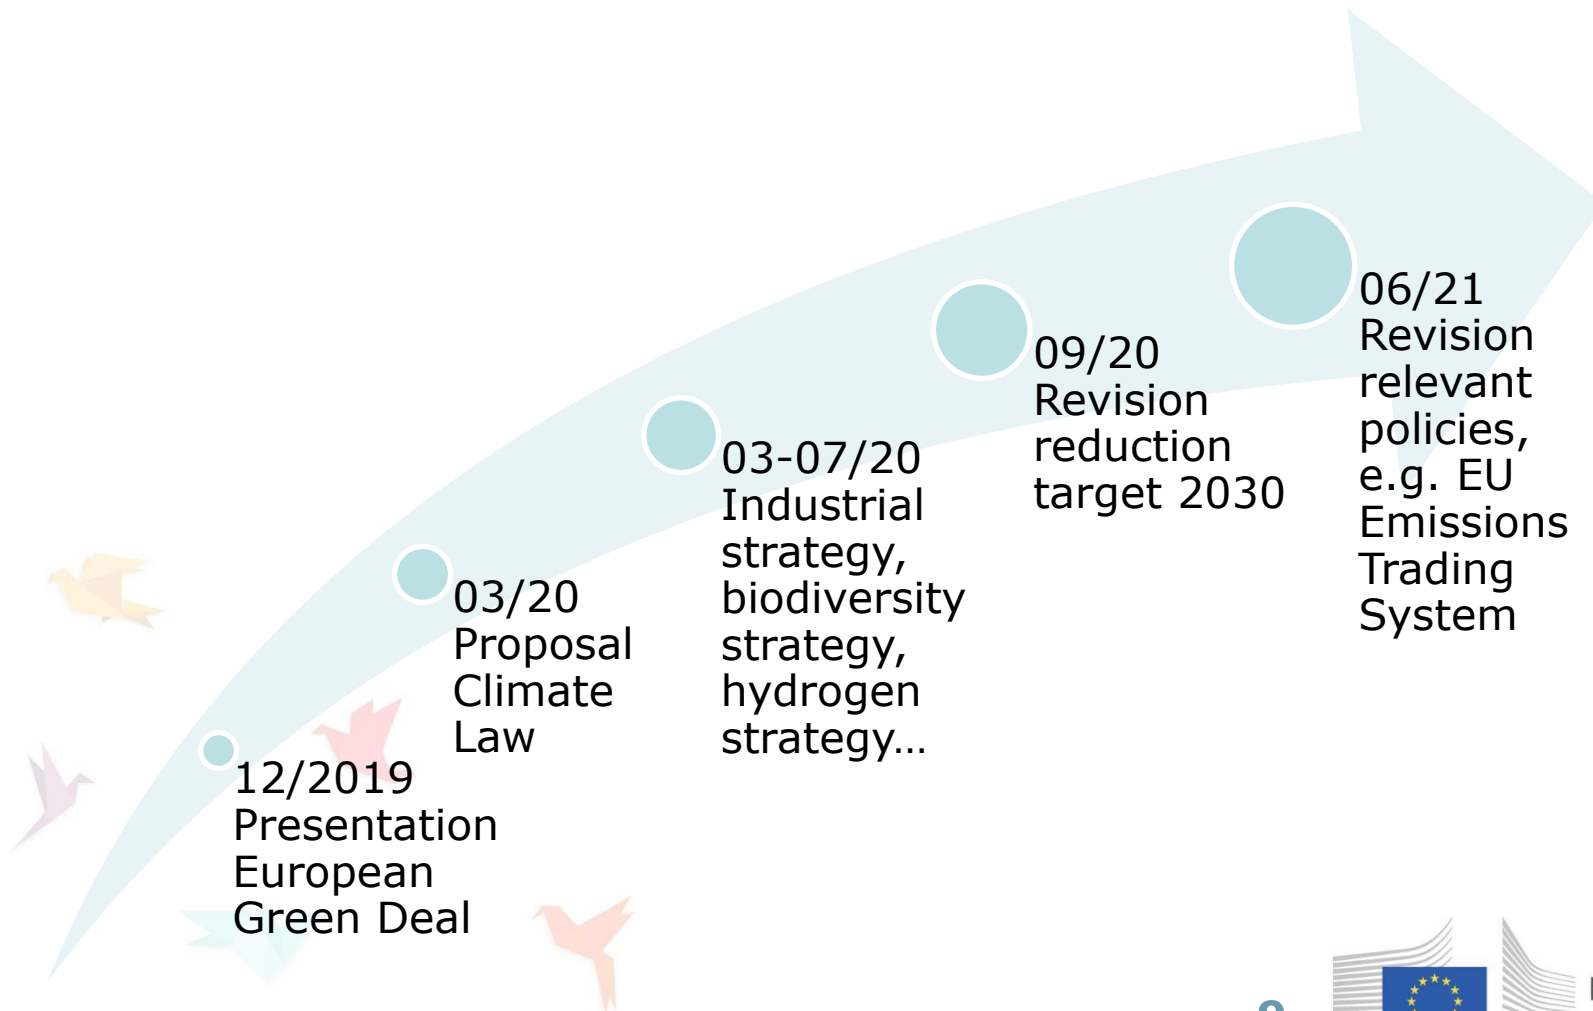 12/2019
Presentation
European
Green Deal
03/20
Proposal
Climate
Law
03-07/20
Industrial
strategy,
biodiversity
strategy,
hydrogen
strategy…
09/20
Revision
reduction
target 2030
06/21
Revision
relevant
policies,
e.g. EU
Emissions
Trading
System